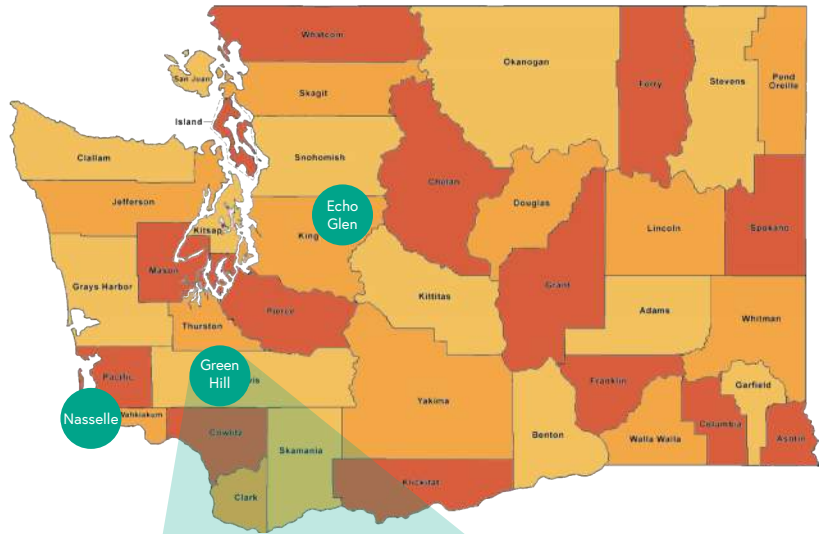 Whatcom
Okanogan
Ferry
Stevens
Pend
Oreille
San Juan
Skagit
Island
Snohomish
Clallam
Chelan
Jefferson
Echo
Glen
King
Kitsap
Douglas
Lincoln
Spokane
Mason
Grays Harbor
Kittitas
Grant
Pierce
Adams
Whitman
Thurston
Green
Hill
is
Pacific
Franklin
Garfield
Yakima
Nasselle
Wahkiakum
Cowlitz
Columbia
Asotin
Benton
Walla Walla
Skamania
Klickitat
Clark